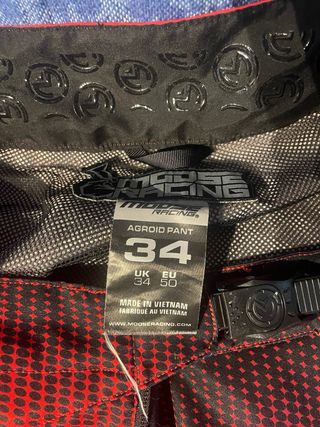 MOOSE
RACING
MOOSE
RACING®
AGROID PANT
34
UK EU
34 50
MADE IN VIETNAM
FABRIQUÉ AU VIETNAM
WWW.MOOSERACING.COM